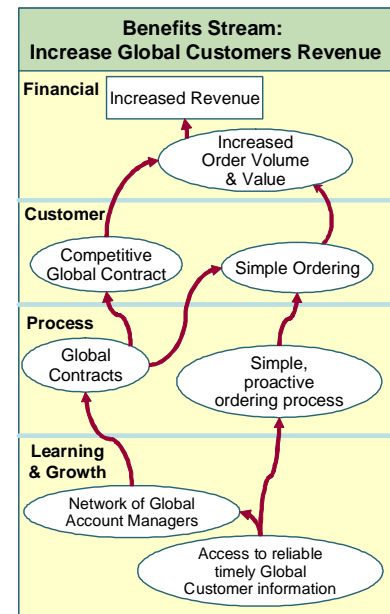 Benefits Stream:
Increase Global Customers Revenue
Financial
Increased Revenue
Increased
Order Volume
& Value
Customer
Competitive
Global Contract
Simple Ordering
Process
Global
Contracts
Simple,
proactive
ordering process
Learning
& Growth
Network of Global
Account Managers
Access to reliable
timely Global
Customer information